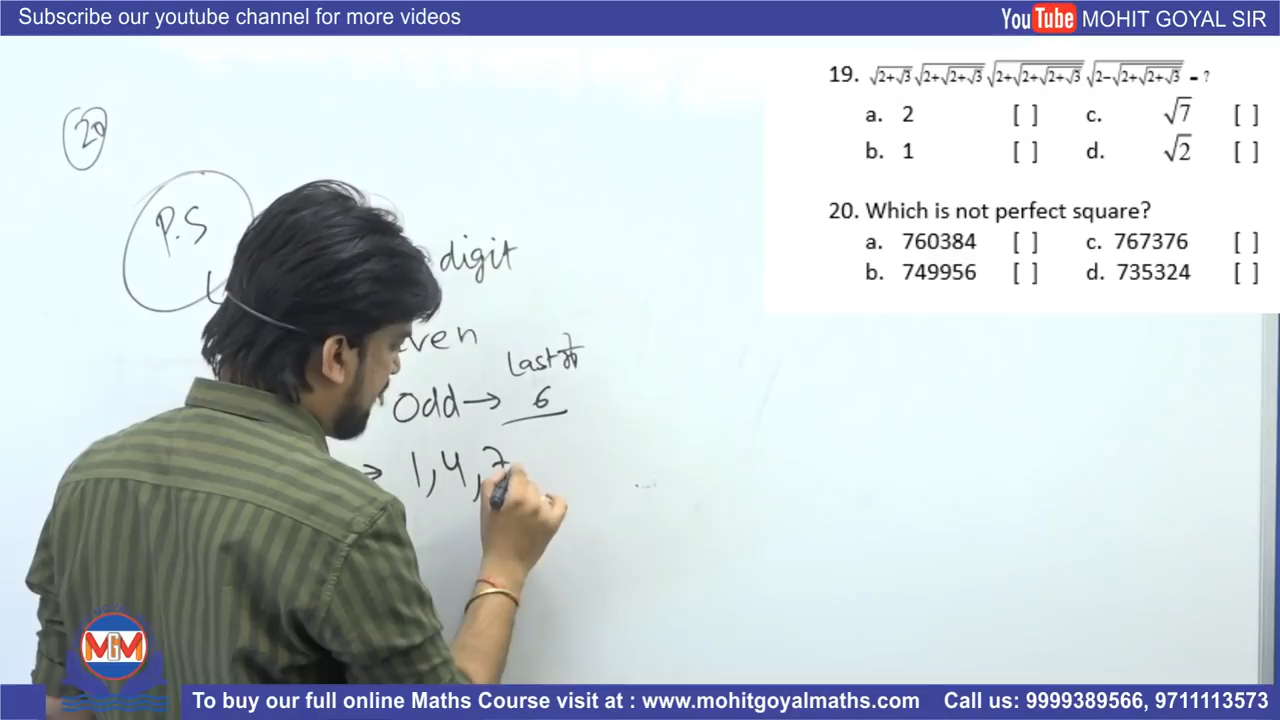 Subscribe our youtube channel for more videos
YouTube MOHIT GOYAL SIR
19. √2+√3 √2+√2+√3 √2+√2+√2+√3 √2−√2+√2+√3 = ?
a. 2 [ ] c. √7 [ ]
b. 1 [ ] d. √2 [ ]
20. Which is not perfect square?
a. 760384 [ ] c. 767376 [ ]
b. 749956 [ ] d. 735324 [ ]
20
P.S
digit
ven
Last
Odd → 6
→ 1, 4, 7
MGM
To buy our full online Maths Course visit at : www.mohitgoyalmaths.com Call us: 9999389566, 9711113573